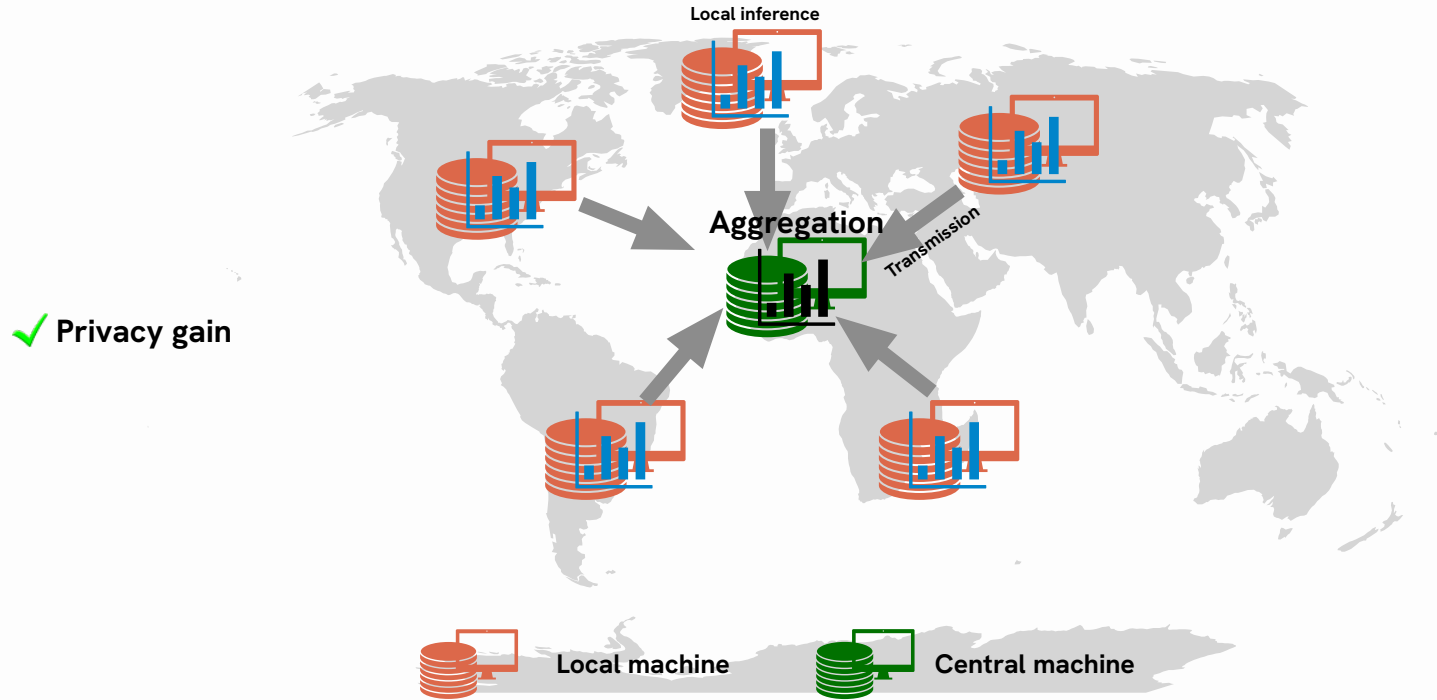 Local inference
Aggregation
Transmission
Privacy gain
Local machine
Central machine